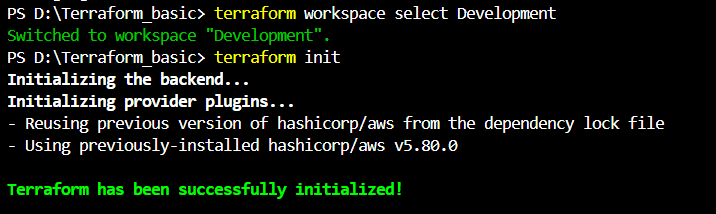 PS D:\Terraform_basic> terraform workspace select Development
Switched to workspace "Development".
PS D:\Terraform_basic> terraform init
Initializing the backend...
Initializing provider plugins...
- Reusing previous version of hashicorp/aws from the dependency lock file
- Using previously-installed hashicorp/aws v5.80.0
Terraform has been successfully initialized!